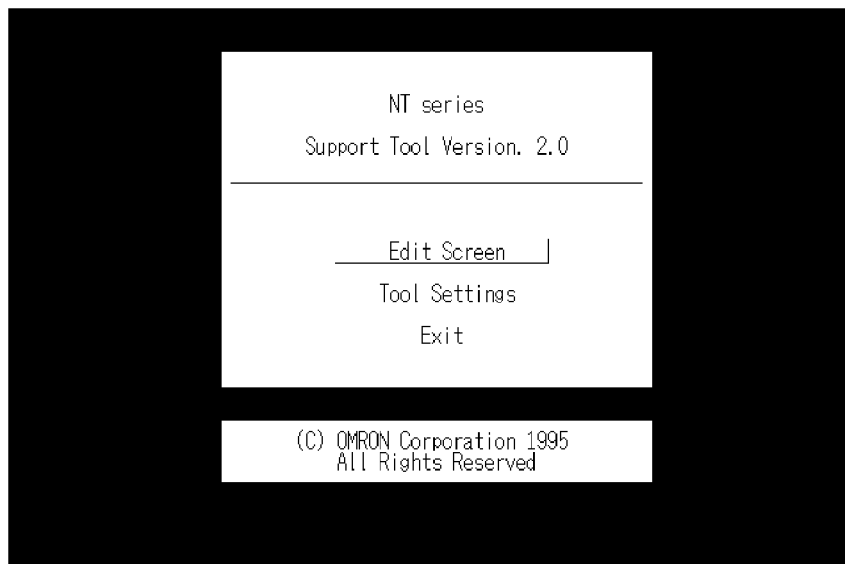 NT series
Support Tool Version. 2.0
Edit Screen
Tool Settings
Exit
(C) OMRON Corporation 1995
All Rights Reserved